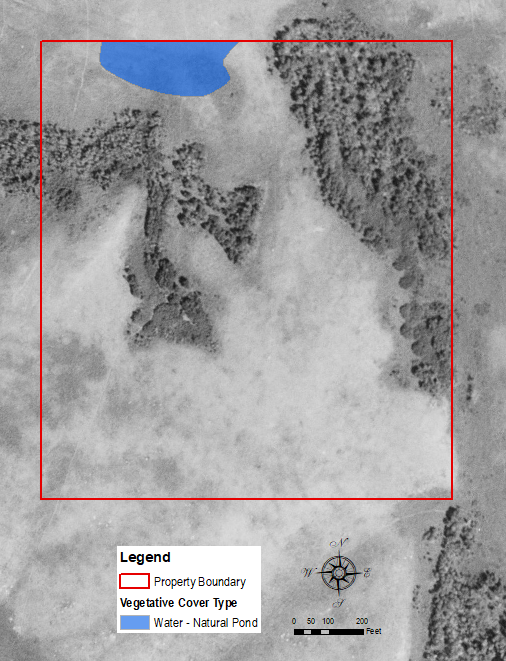 N
W E
S
Legend
Property Boundary
Vegetative Cover Type
Water - Natural Pond
0 50 100 200
Feet